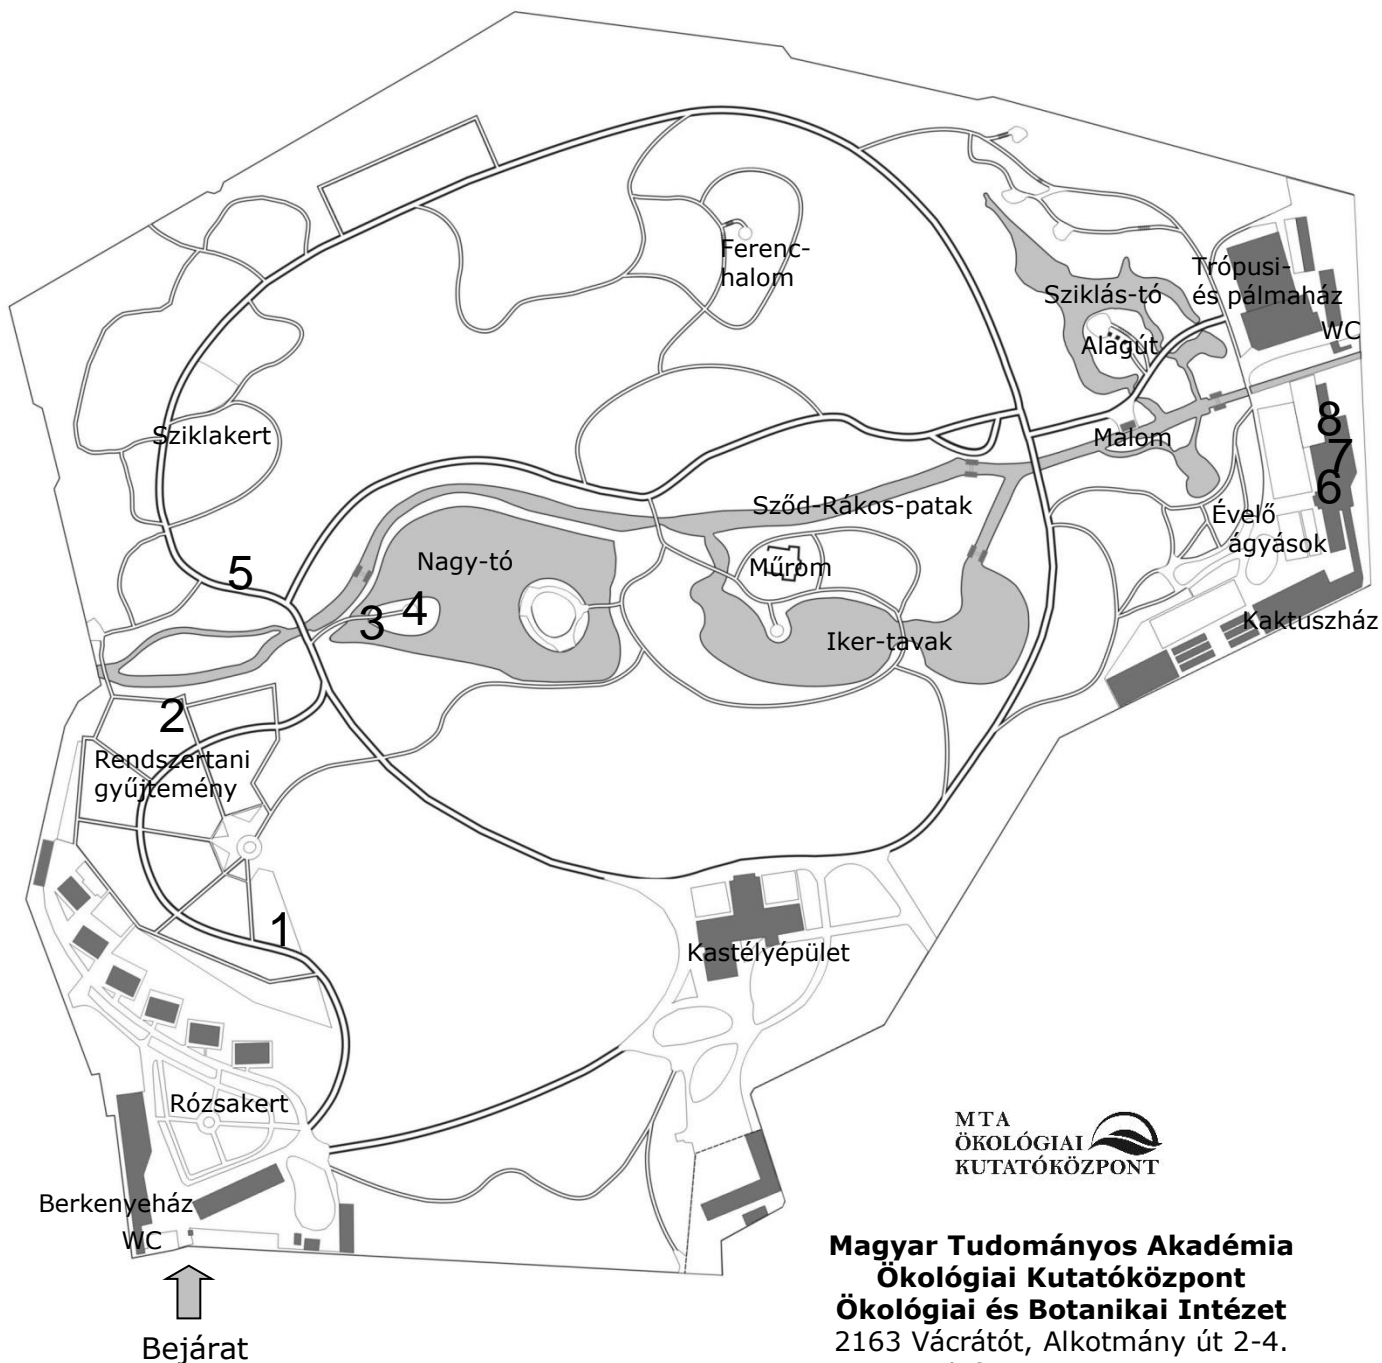 Ferenc-
halom
Sziklás-tó
Trópusi-
és pálmaház
WC
Alagút
Malom
8
7
6
Sziklakert
Sződ-Rákos-patak
Évelő
ágyások
Nagy-tó
Műrom
5
3
4
Iker-tavak
Kaktuszház
2
Rendszertani
gyűjtemény
1
Kastélyépület
Rózsakert
MTA
ÖKOLÓGIAI
KUTATÓKÖZPONT
Berkenyeház
WC
Bejárat
Magyar Tudományos Akadémia
Ökológiai Kutatóközpont
Ökológiai és Botanikai Intézet
2163 Vácrátót, Alkotmány út 2-4.